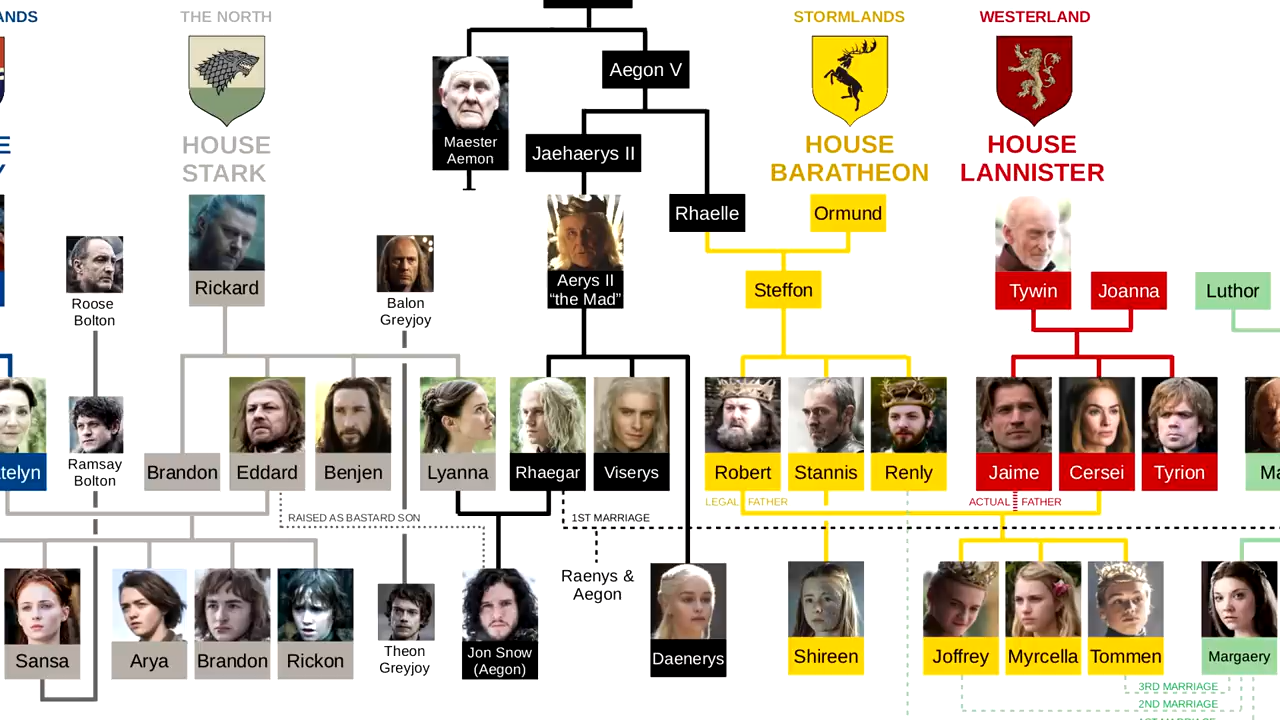 ANDS
THE NORTH
STORMLANDS
WESTERLAND
Aegon V
E
Y
HOUSE
STARK
Maester
Aemon
Jaehaerys II
HOUSE
BARATHEON
HOUSE
LANNISTER
Rhaelle
Ormund
Rickard
Aerys II
“the Mad”
Steffon
Tywin
Joanna
Luthor
Roose
Bolton
Balon
Greyjoy
atelyn
Ramsay
Bolton
Brandon
Eddard
Benjen
Lyanna
Rhaegar
Viserys
Robert
Stannis
Renly
Jaime
Cersei
Tyrion
Ma
LEGAL FATHER
ACTUAL FATHER
RAISED AS BASTARD SON
1ST MARRIAGE
Raenys &
Aegon
Sansa
Arya
Brandon
Rickon
Theon
Greyjoy
Jon Snow
(Aegon)
Daenerys
Shireen
Joffrey
Myrcella
Tommen
Margaery
3RD MARRIAGE
2ND MARRIAGE